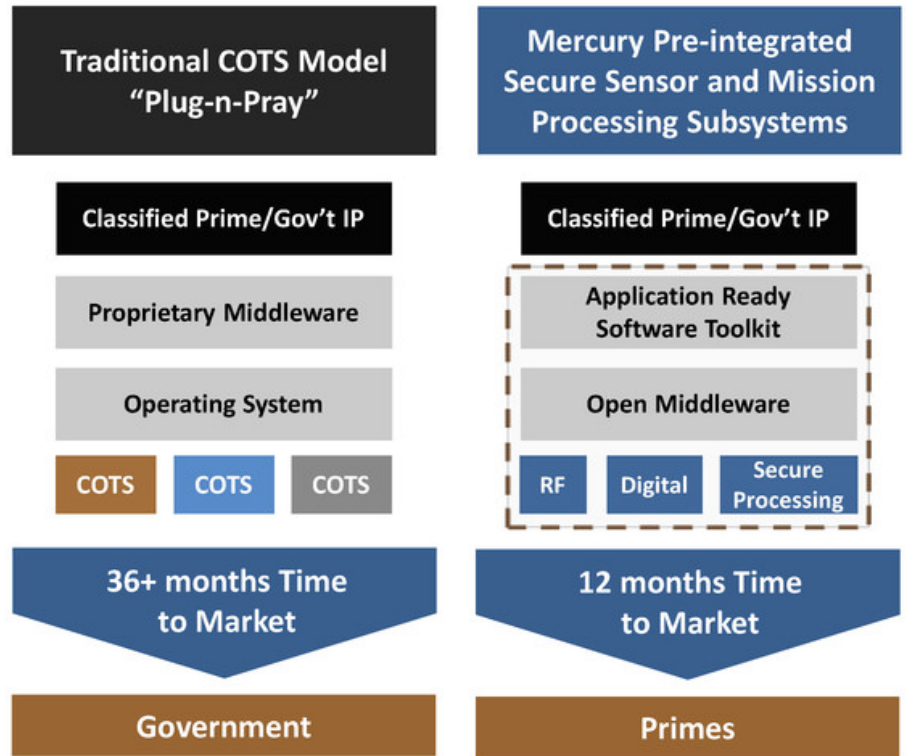 Traditional COTS Model
“Plug-n-Pray”
Classified Prime/Gov’t IP
Proprietary Middleware
Operating System
COTS
COTS
COTS
36+ months Time
to Market
Government
Mercury Pre-integrated
Secure Sensor and Mission
Processing Subsystems
Classified Prime/Gov’t IP
Application Ready
Software Toolkit
Open Middleware
RF
Digital
Secure
Processing
12 months Time
to Market
Primes